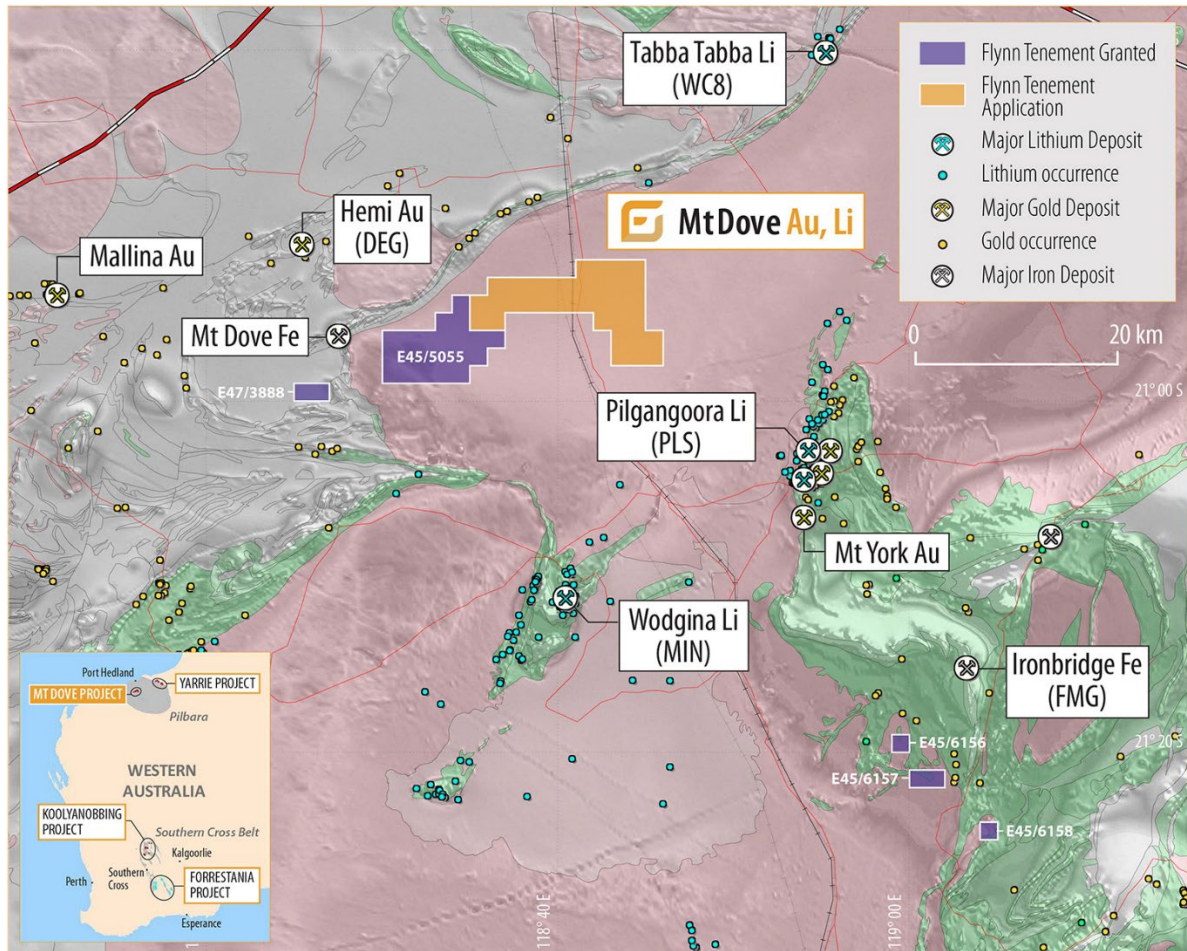 Tabba Tabba Li
(WC8)
Flynn Tenement Granted
Flynn Tenement
Application
Major Lithium Deposit
Lithium occurrence
Major Gold Deposit
Gold occurrence
Major Iron Deposit
0
20 km
Mt Dove Au, Li
Hemi Au
(DEG)
Mallina Au
Mt Dove Fe
E45/5055
E47/3888
21° 00 S
Pilgangoora Li
(PLS)
Mt York Au
Wodgina Li
(MIN)
Ironbridge Fe
(FMG)
E45/6156
21° 20 S
E45/6157
E45/6158
118° 40 E
119° 00 E
Port Hedland
YARRIE PROJECT
MT DOVE PROJECT
Pilbara
WESTERN
AUSTRALIA
KOOLYANOBBING
PROJECT
Southern Cross Belt
Kalgoorlie
Southern
Cross
Perth
FORRESTANIA
PROJECT
Esperance